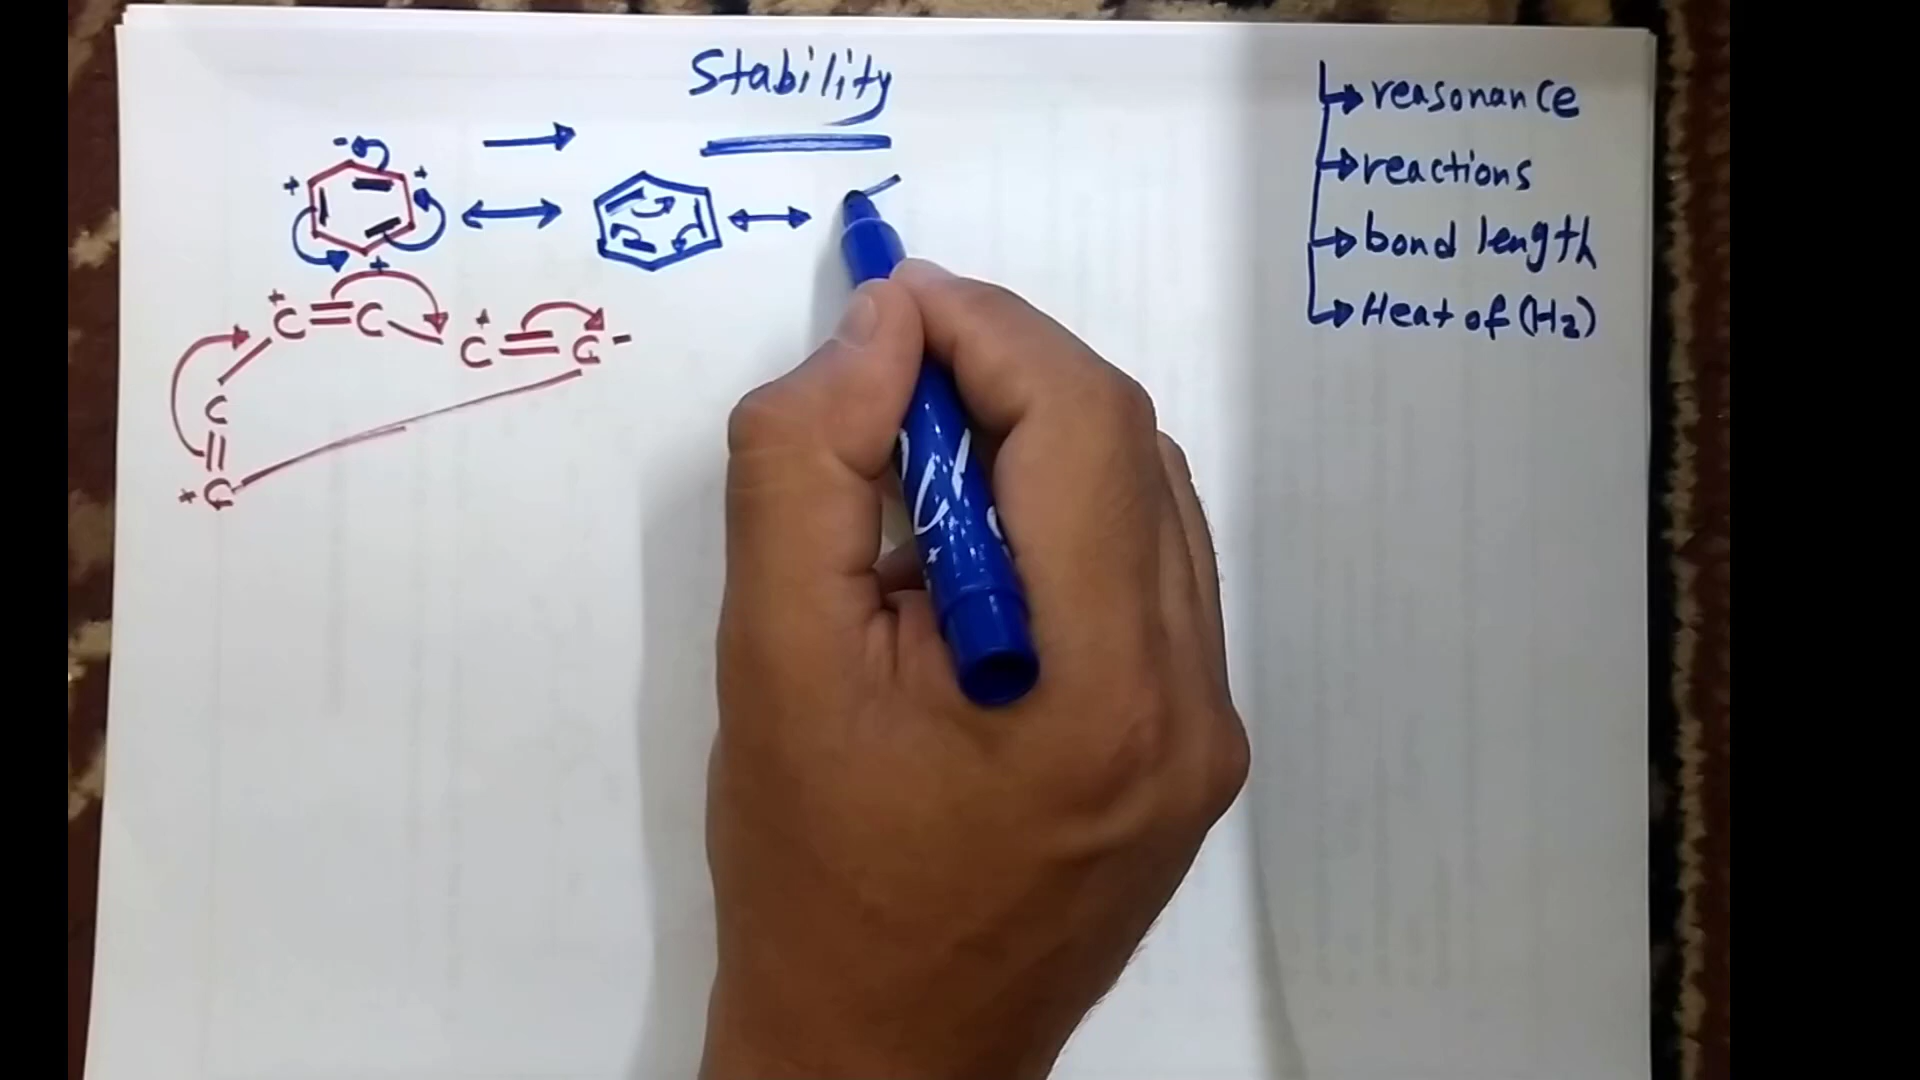 Stability
reasonance
reactions
bond length
Heat of (H2)
- +
+
+
+ C=C
+ C=C -
C
+ C